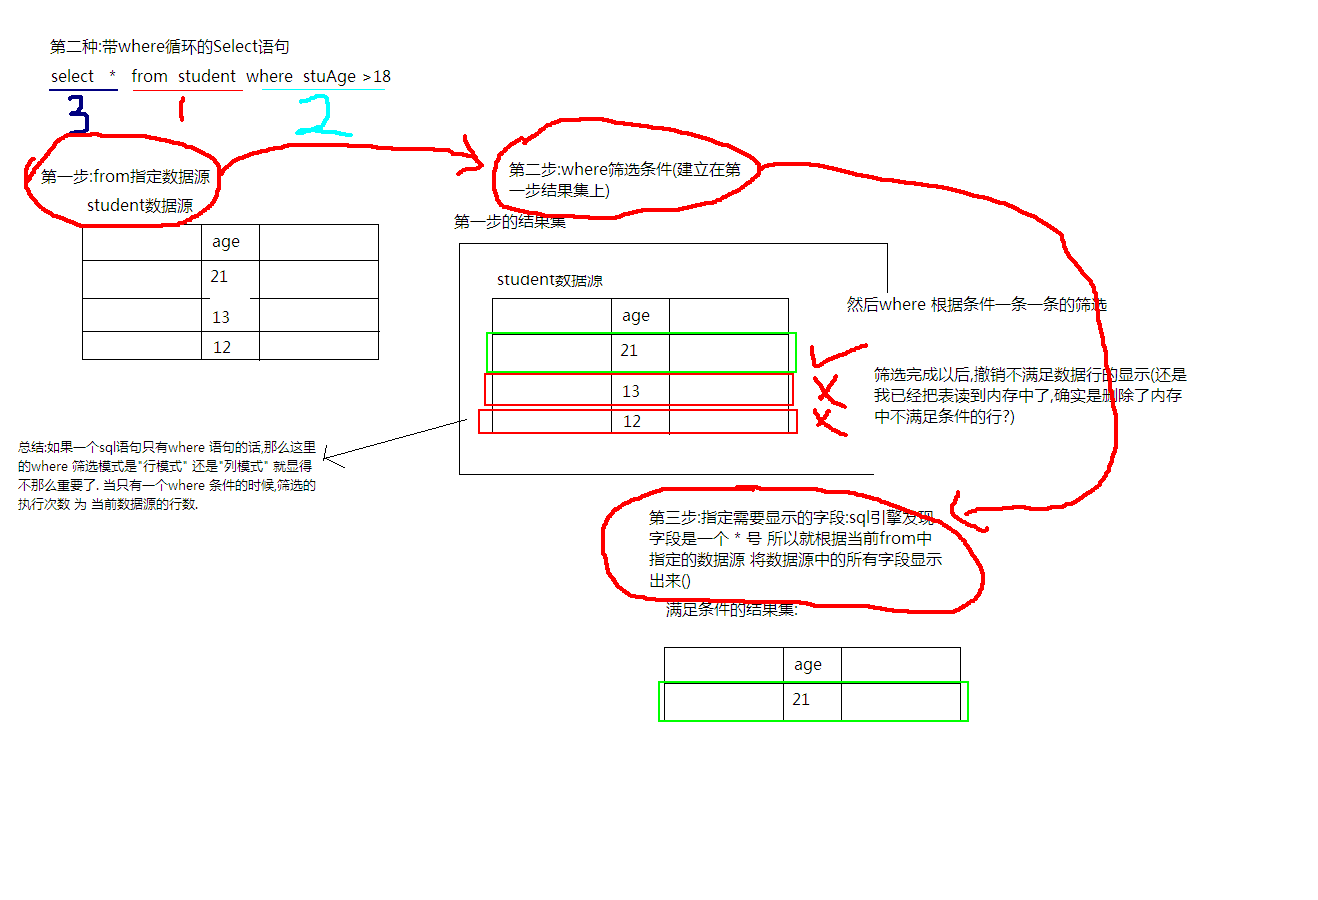 第二种:带where循环的Select语句
select * from student where stuAge >18
3 1 2
第一步:from指定数据源
student数据源
age
21
13
12
第二步:where筛选条件(建立在第
一步结果集上)
第一步的结果集
student数据源
age
21
13
12
然后where 根据条件一条一条的筛选
筛选完成以后,撤销不满足数据行的显示(还是
我已经把表读到内存中了,确实是删除了内存
中不满足条件的行?)
总结:如果一个sql语句只有where 语句的话,那么这里
的where 筛选模式是"行模式" 还是"列模式" 就显得
不那么重要了. 当只有一个where 条件的时候,筛选的
执行次数 为 当前数据源的行数.
第三步:指定需要显示的字段:sql引擎发现
字段是一个 * 号 所以就根据当前from中
指定的数据源 将数据源中的所有字段显示
出来()
满足条件的结果集:
age
21